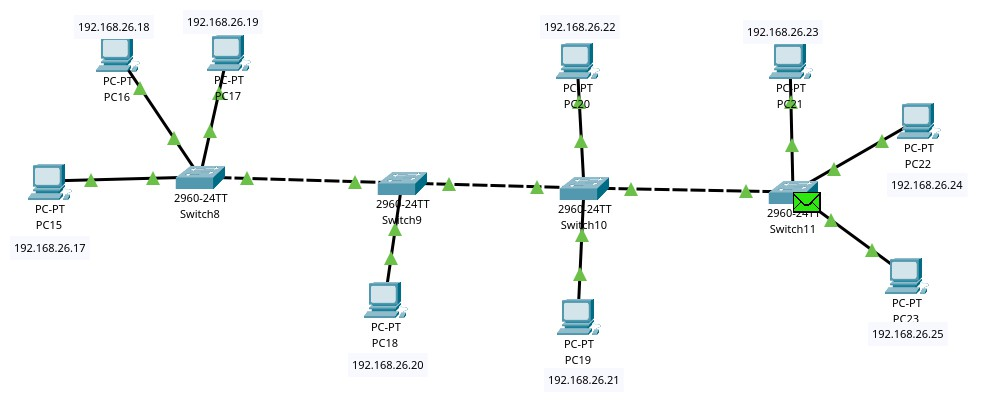 192.168.26.18
192.168.26.19
192.168.26.22
192.168.26.23
PC-PT
PC16
PC-PT
PC17
PC-PT
PC20
PC-PT
PC21
PC-PT
PC22
192.168.26.24
PC-PT
PC15
192.168.26.17
2960-24TT
Switch8
2960-24TT
Switch9
2960-24TT
Switch10
2960-24TT
Switch11
PC-PT
PC18
192.168.26.20
PC-PT
PC19
192.168.26.21
PC-PT
PC23
192.168.26.25